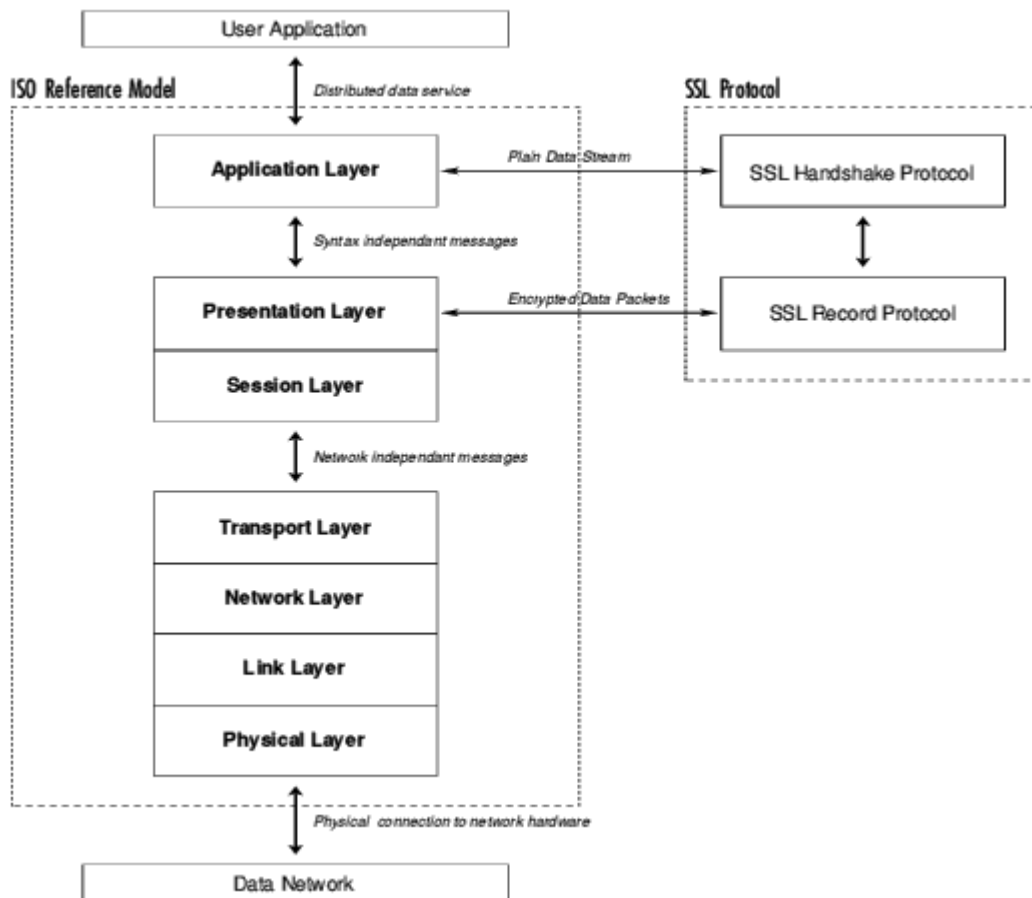 User Application
ISO Reference Model
Distributed data service
SSL Protocol
Application Layer
Plain Data Stream
SSL Handshake Protocol
Syntax independant messages
Presentation Layer
Encrypted Data Packets
SSL Record Protocol
Session Layer
Network independant messages
Transport Layer
Network Layer
Link Layer
Physical Layer
Physical connection to network hardware
Data Network